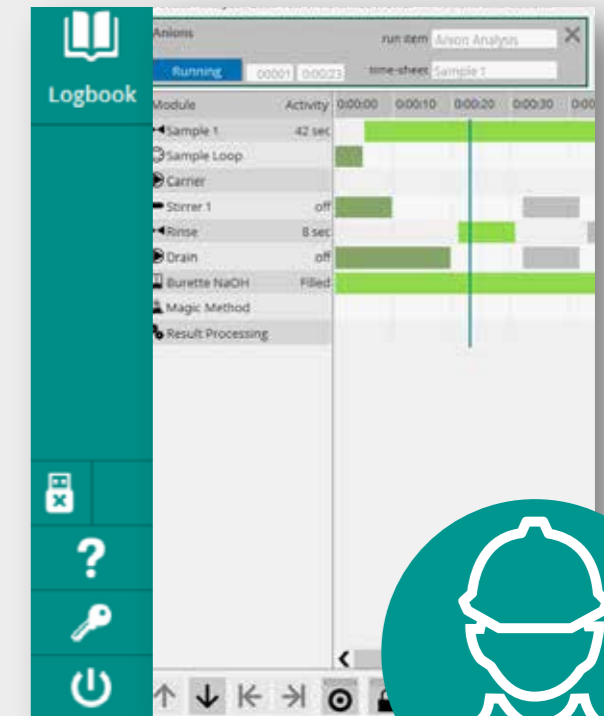 Logbook
Anions
run item Anion Analysis
Running 00001 0:00:23 time-sheet Sample 1
Module Activity 0:00:00 0:00:10 0:00:20 0:00:30 0:00
Sample 1 42 sec
Sample Loop
Carrier
Stirrer 1 off
Rinse 8 sec
Drain off
Burette NaOH Filled
Magic Method
Result Processing
?